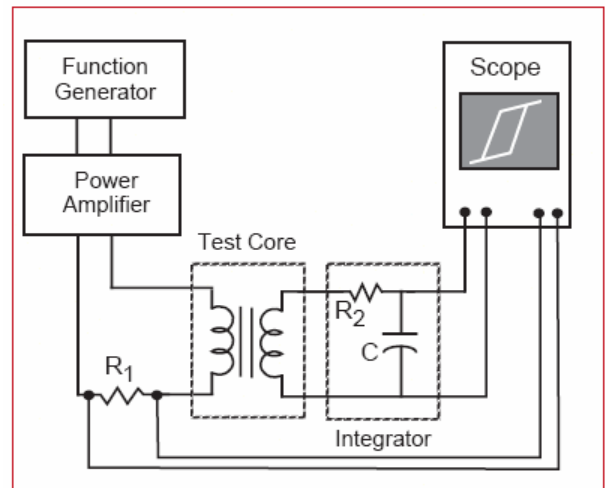 Function
Generator
Scope
Power
Amplifier
Test Core
R2
C
R1
Integrator